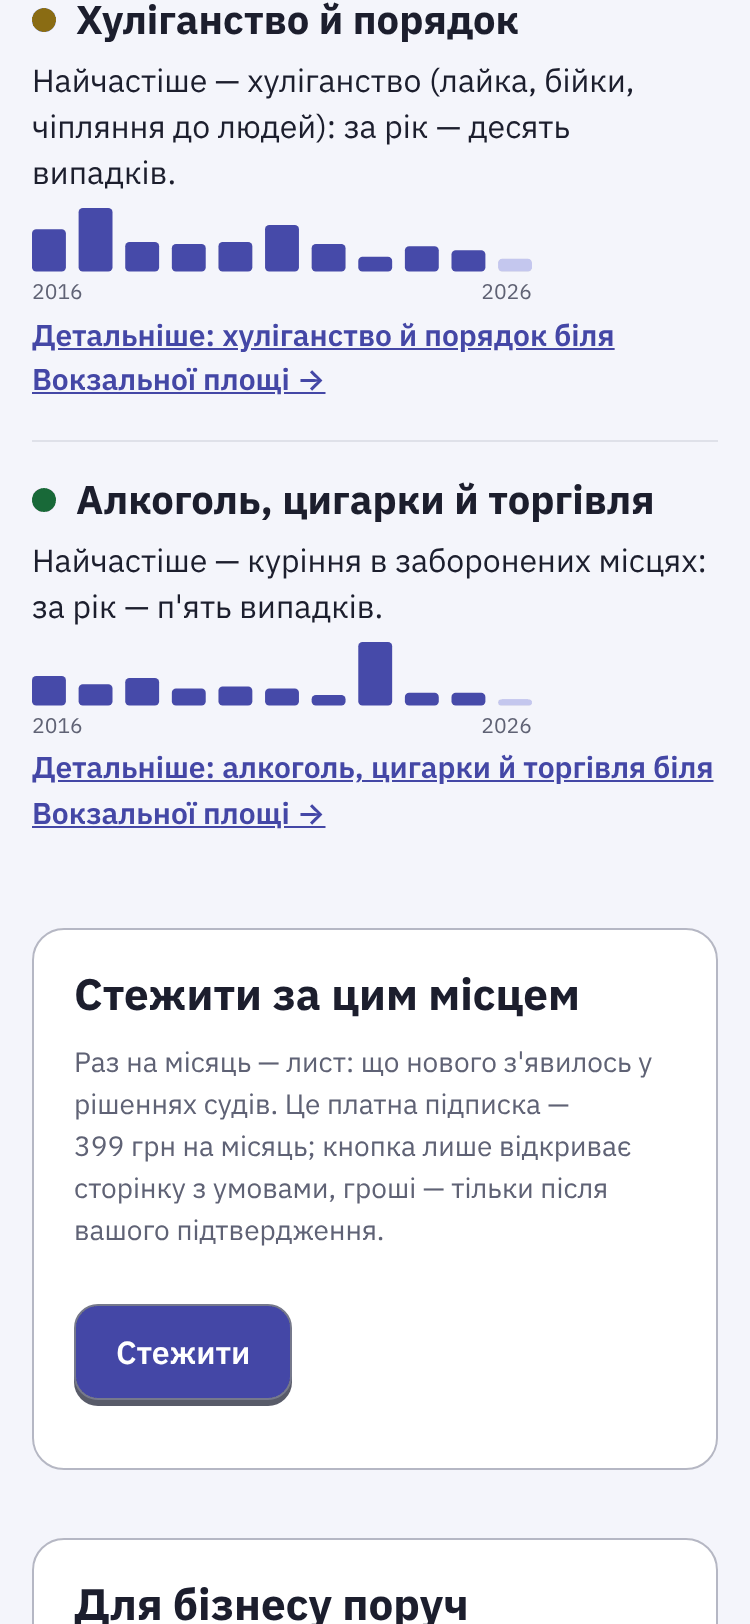 Хуліганство й порядок
Найчастіше — хуліганство (лайка, бійки,
чіпляння до людей): за рік — десять
випадків.
2016 2026
Детальніше: хуліганство й порядок біля
Вокзальної площі →
Алкоголь, цигарки й торгівля
Найчастіше — куріння в заборонених місцях:
за рік — п'ять випадків.
2016 2026
Детальніше: алкоголь, цигарки й торгівля біля
Вокзальної площі →
Стежити за цим місцем
Раз на місяць — лист: що нового з'явилось у
рішеннях судів. Це платна підписка —
399 грн на місяць; кнопка лише відкриває
сторінку з умовами, гроші — тільки після
вашого підтвердження.
Стежити
Для бізнесу поруч